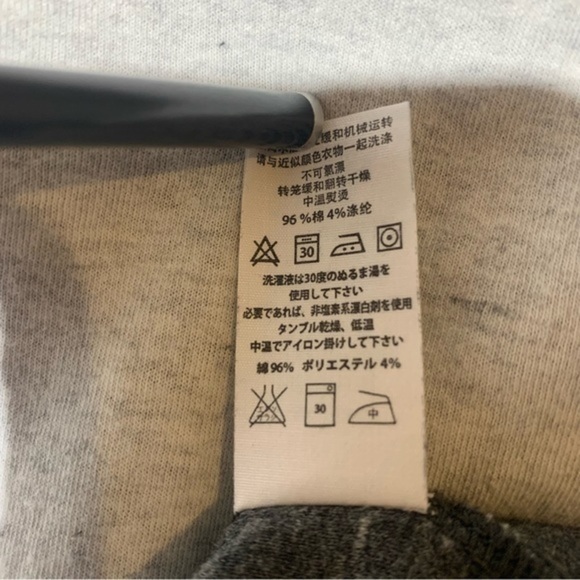 缓和机械运转
请与近似颜色衣物一起洗涤
不可氯漂
转笼缓和翻转干燥
中温熨烫
96 %棉 4%涤纶
30
洗濯液は30度のぬるま湯を
使用して下さい
必要であれば、非塩素系漂白剤を使用
タンブル乾燥、低温
中温でアイロン掛けして下さい
綿96% ポリエステル 4%
30 中